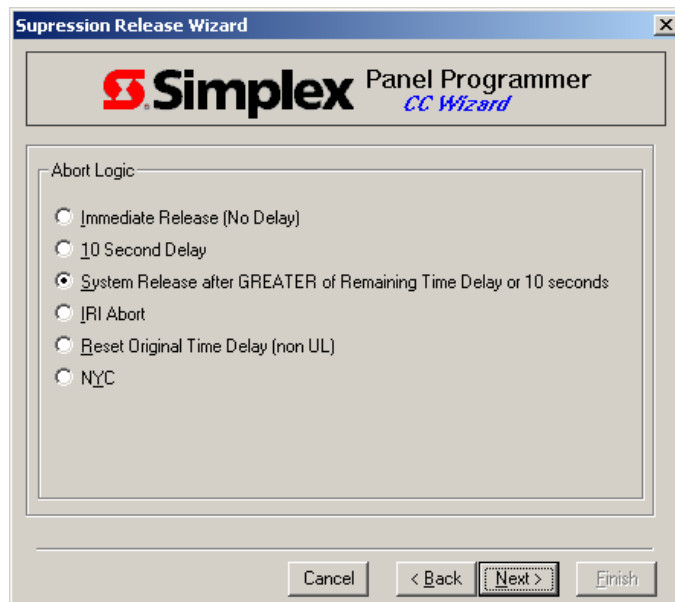 Supression Release Wizard
Simplex Panel Programmer
CC Wizard
Abort Logic
Immediate Release (No Delay)
10 Second Delay
System Release after GREATER of Remaining Time Delay or 10 seconds
IRI Abort
Reset Original Time Delay (non UL)
NYC
Cancel < Back Next > Finish